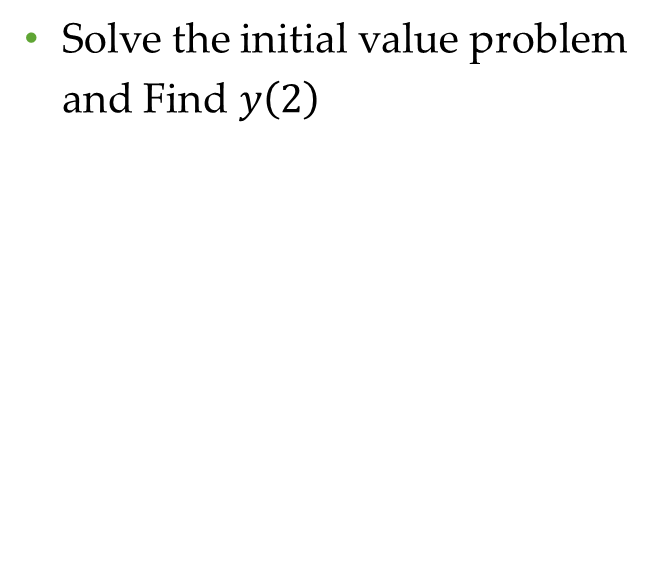 • Solve the initial value problem
and Find y(2)